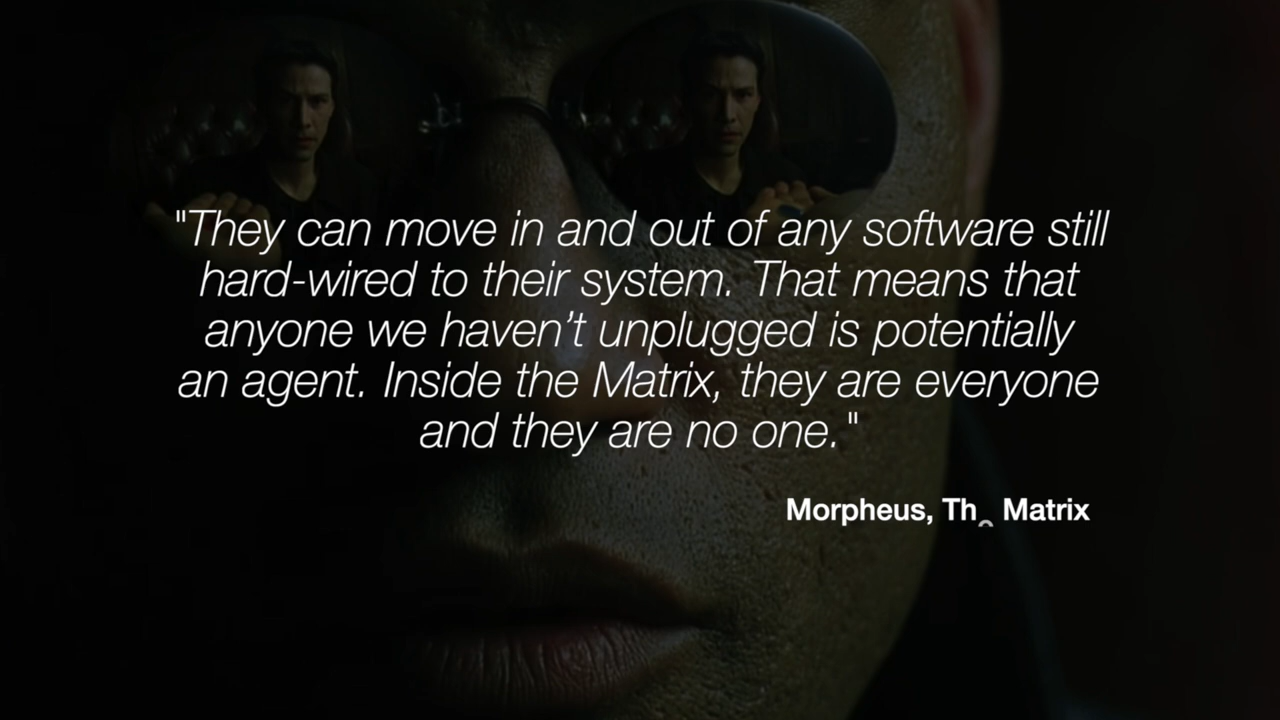 "They can move in and out of any software still
hard-wired to their system. That means that
anyone we haven’t unplugged is potentially
an agent. Inside the Matrix, they are everyone
and they are no one."
Morpheus, Th Matrix